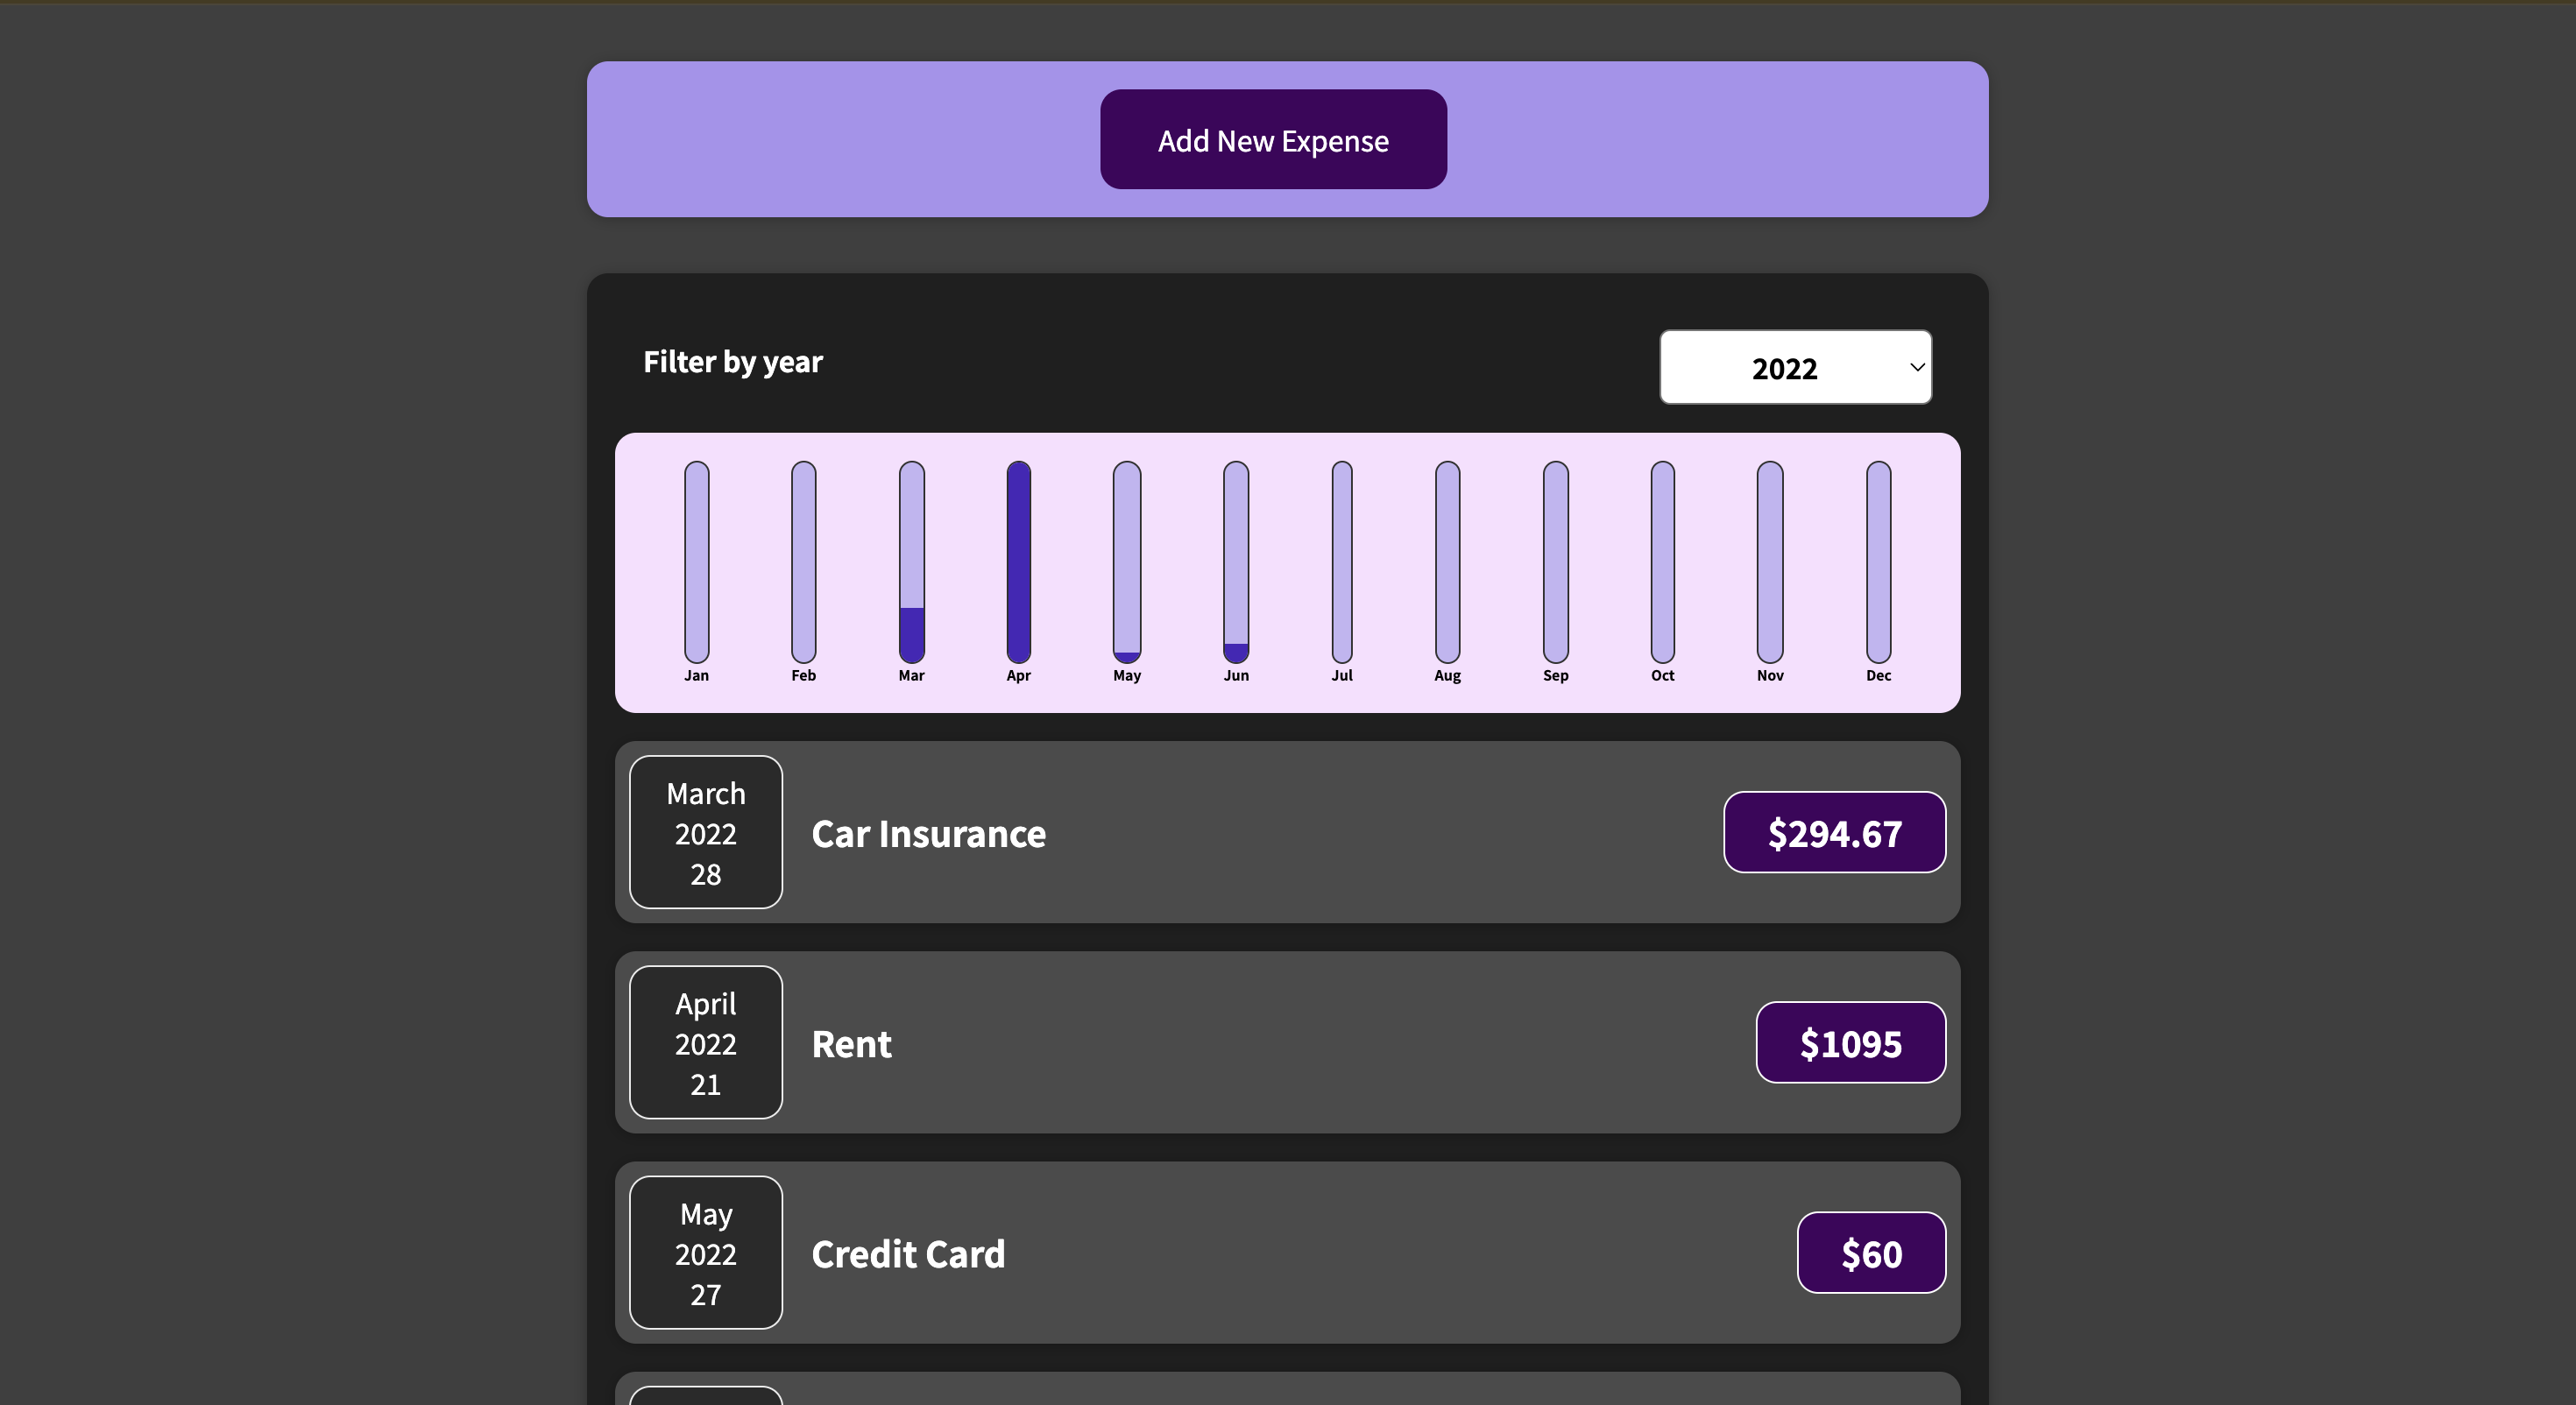 Add New Expense
Filter by year
2022
Jan Feb Mar Apr May Jun Jul Aug Sep Oct Nov Dec
March
2022
28
Car Insurance
$294.67
April
2022
21
Rent
$1095
May
2022
27
Credit Card
$60